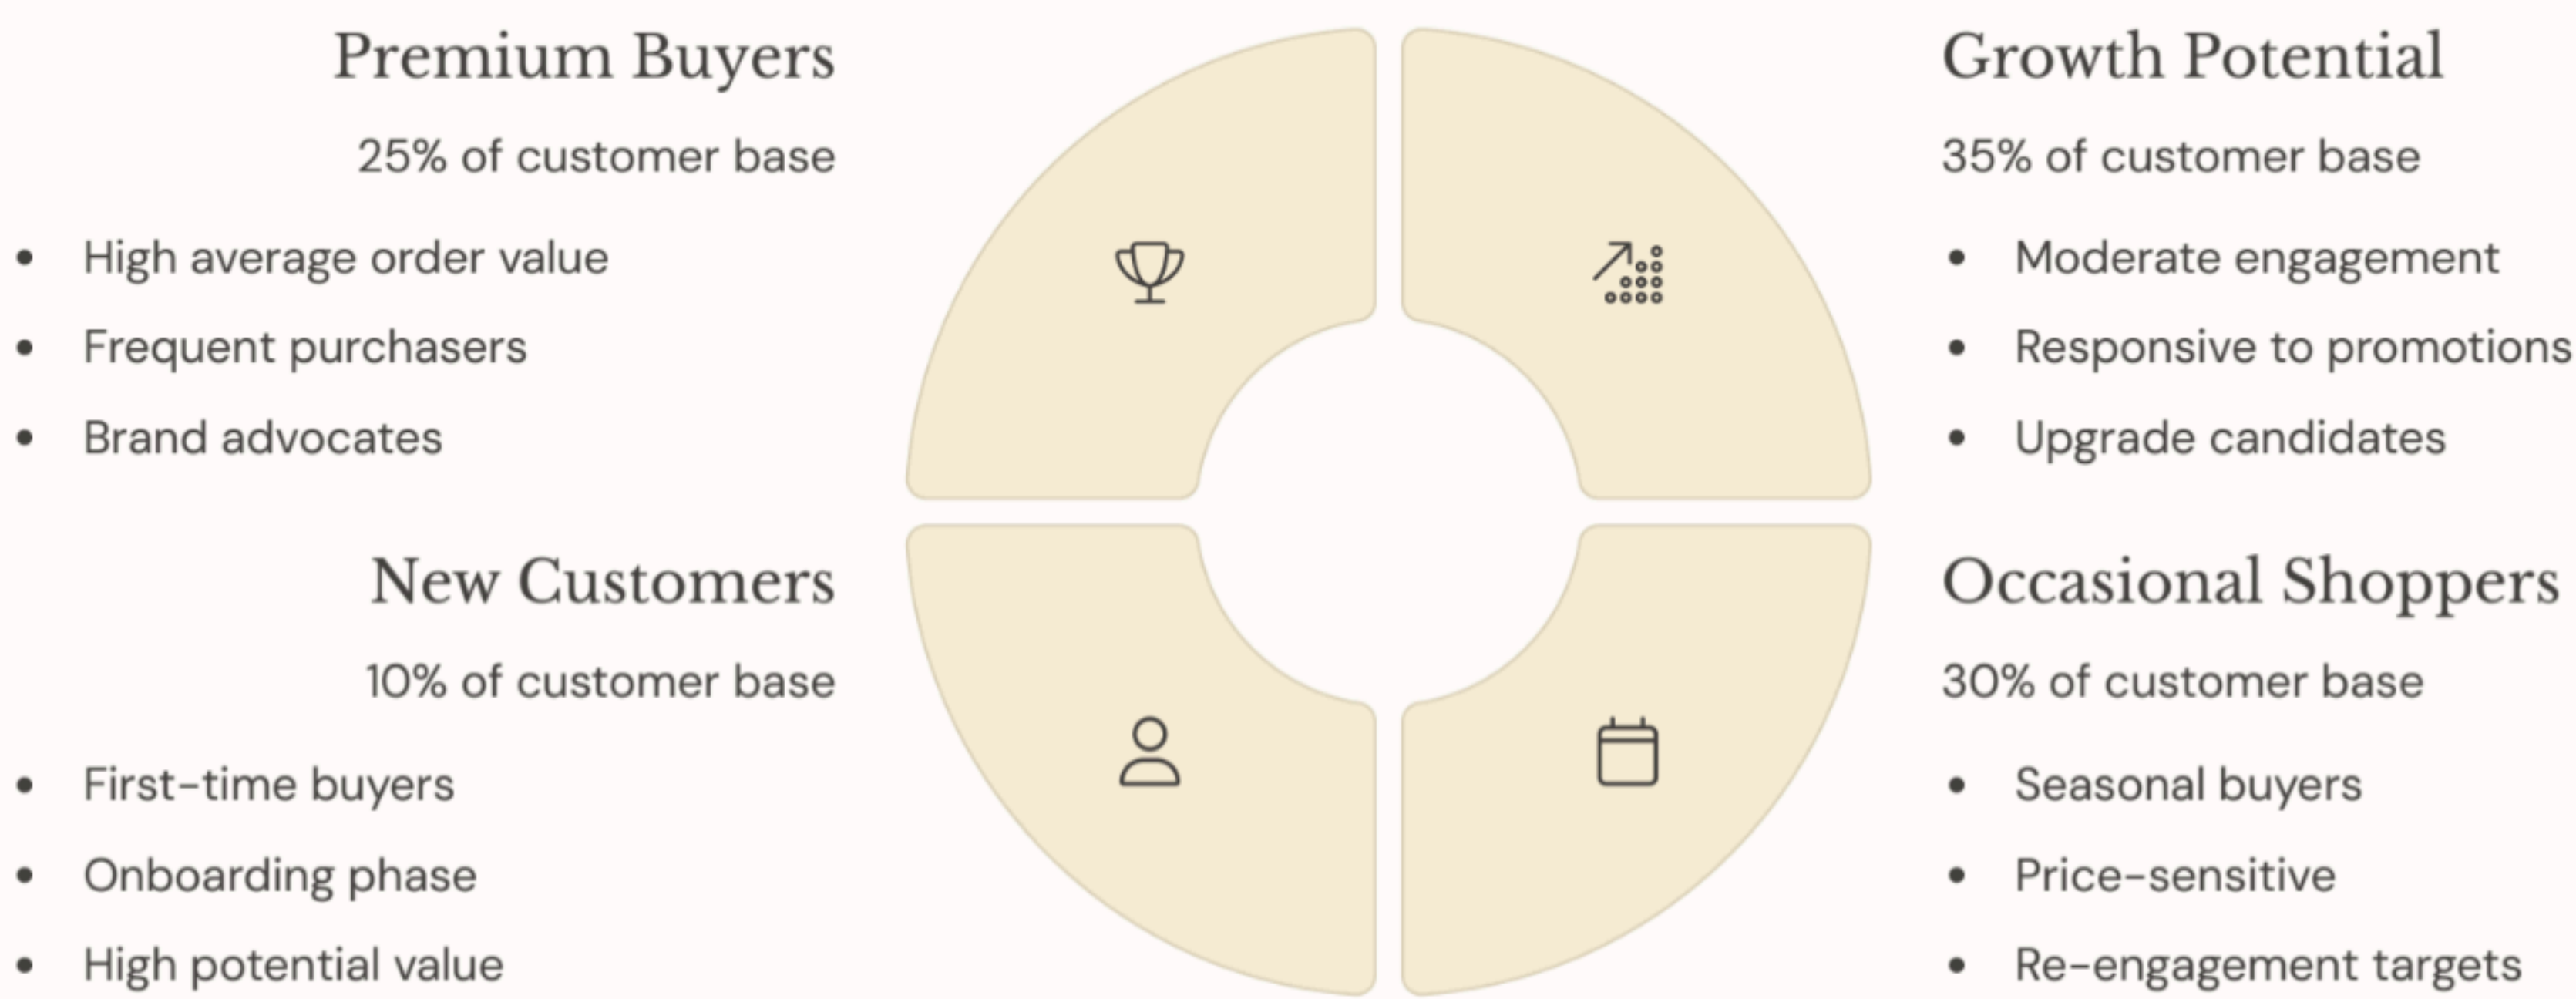 Premium Buyers
25% of customer base
• High average order value
• Frequent purchasers
• Brand advocates
Growth Potential
35% of customer base
• Moderate engagement
• Responsive to promotions
• Upgrade candidates
New Customers
10% of customer base
• First-time buyers
• Onboarding phase
• High potential value
Occasional Shoppers
30% of customer base
• Seasonal buyers
• Price-sensitive
• Re-engagement targets